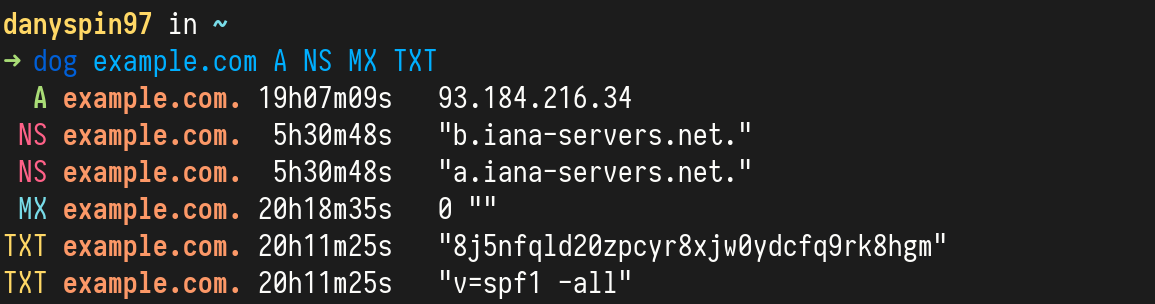 danyspin97 in ~
➜ dog example.com A NS MX TXT
A example.com. 19h07m09s 93.184.216.34
NS example.com. 5h30m48s "b.iana-servers.net."
NS example.com. 5h30m48s "a.iana-servers.net."
MX example.com. 20h18m35s 0 ""
TXT example.com. 20h11m25s "8j5nfqld20zpcyr8xjw0ydcfq9rk8hgm"
TXT example.com. 20h11m25s "v=spf1 -all"